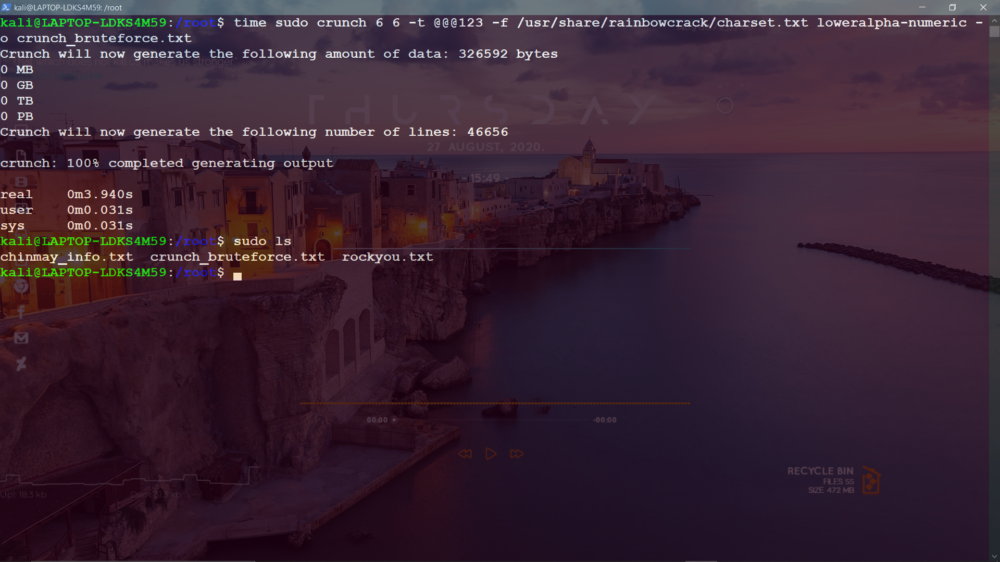 kali@LAPTOP-LDKS4M59: /root
kali@LAPTOP-LDKS4M59:/root$ time sudo crunch 6 6 -t @@@123 -f /usr/share/rainbowcrack/charset.txt loweralpha-numeric -
o crunch_bruteforce.txt
Crunch will now generate the following amount of data: 326592 bytes
That which does not kill us makes us stronger
0 MB
0 GB
0 TB
0 PB
THURSDAY
Crunch will now generate the following number of lines: 46656
27 AUGUST, 2020.
crunch: 100% completed generating output
- 15:49 -
real    0m3.940s
user    0m0.031s
sys     0m0.031s
kali@LAPTOP-LDKS4M59:/root$ sudo ls
chinmay_info.txt  crunch_bruteforce.txt  rockyou.txt
kali@LAPTOP-LDKS4M59:/root$
00:00
-00:00
RECYCLE BIN
FILES 55
SIZE 472 MB
Upl: 18.3 kb
Dwn: 31.5 kb